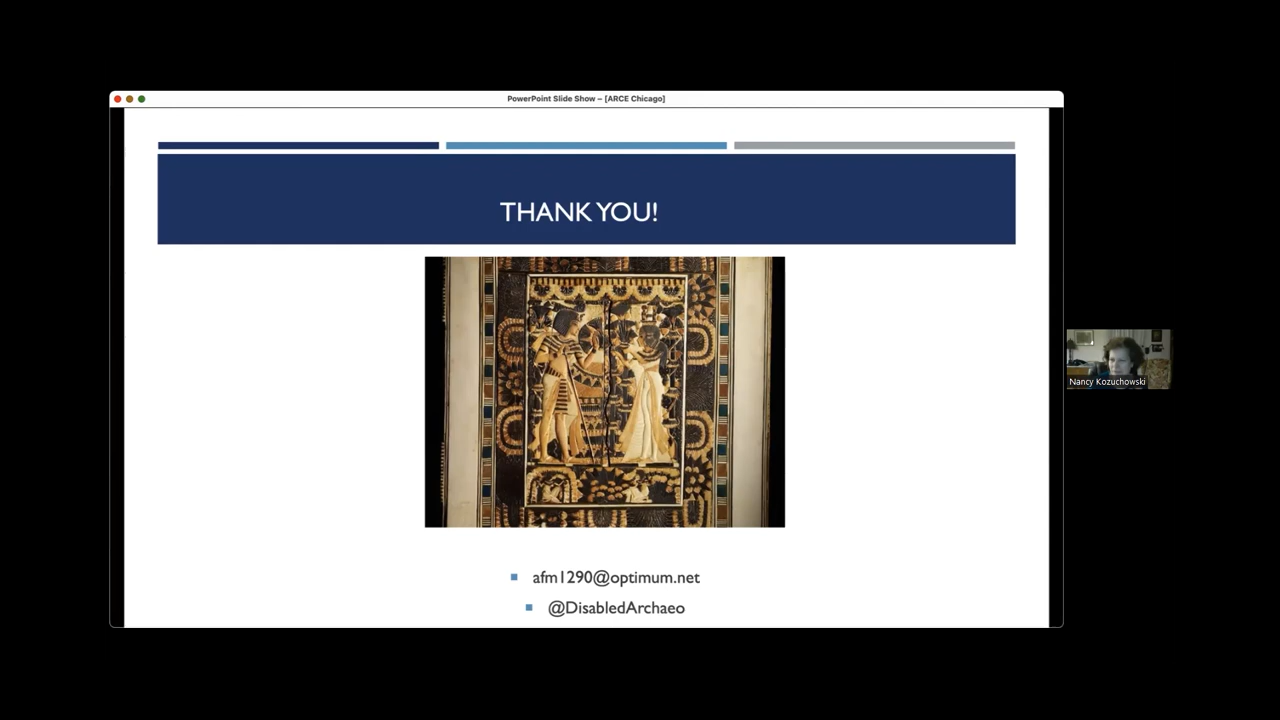 PowerPoint Slide Show – [ARCE Chicago]
THANK YOU!
afm1290@optimum.net
@DisabledArchaeo
Nancy Kozuchowski